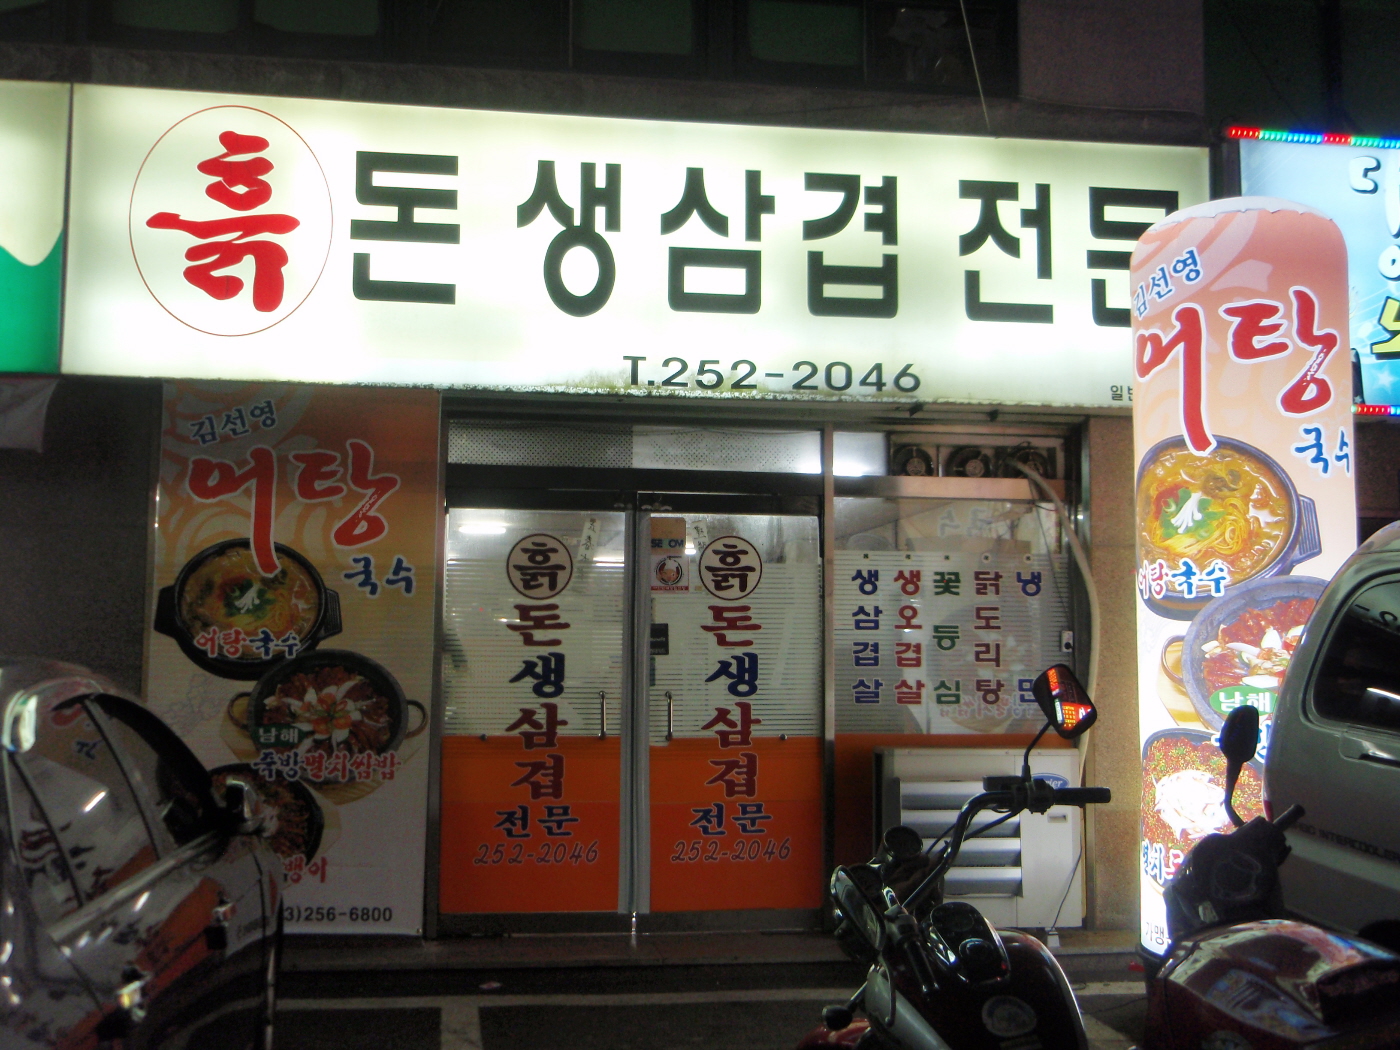 흙 돈 생삼겹 전문
T.252-2046
김선영
어탕
국수
어탕국수
남해
죽방멸치쌈밥
뱅이
3)256-6800
흙
돈
생
삼
겹
전문
252-2046
흙
돈
생
삼
겹
전문
252-2046
생삼겹살
생오겹살
꽃등심
닭도리탕
냉면
김선영
어탕
국수
어탕국수
남해